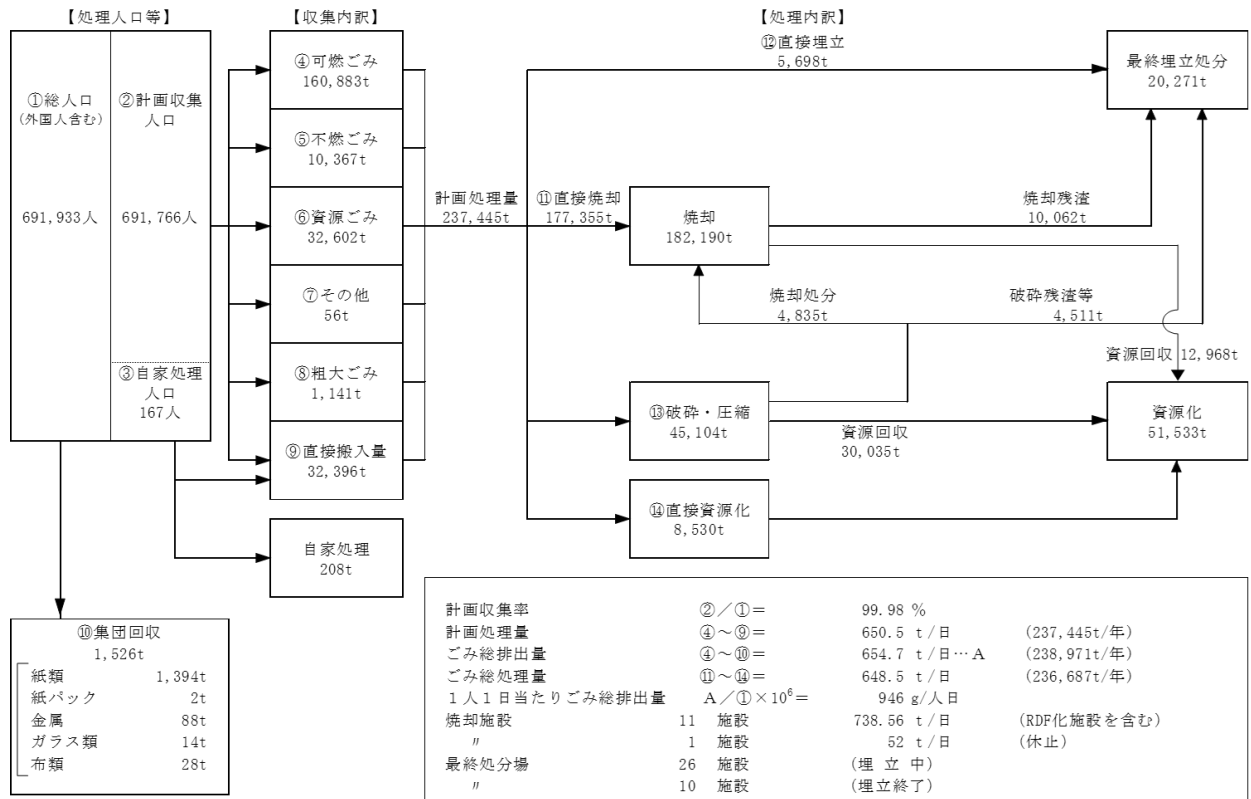 【処理人口等】
【収集内訳】
【処理内訳】
①総人口
(外国人含む)
691,933人
②計画収集
人口
691,766人
③自家処理
人口
167人
④可燃ごみ
160,883t
⑤不燃ごみ
10,367t
⑥資源ごみ
32,602t
⑦その他
56t
⑧粗大ごみ
1,141t
⑨直接搬入量
32,396t
自家処理
208t
計画処理量
237,445t
⑫直接埋立
5,698t
⑪直接焼却
177,355t
焼却
182,190t
焼却残渣
10,062t
最終埋立処分
20,271t
焼却処分
4,835t
破砕残渣等
4,511t
資源回収 12,968t
⑬破砕・圧縮
45,104t
資源回収
30,035t
資源化
51,533t
⑭直接資源化
8,530t
⑩集団回収
1,526t
紙類 1,394t
紙パック 2t
金属 88t
ガラス類 14t
布類 28t
計画収集率 ②／①＝ 99.98 %
計画処理量 ④～⑨＝ 650.5 t/日 (237,445t/年)
ごみ総排出量 ④～⑩＝ 654.7 t/日…A (238,971t/年)
ごみ総処理量 ⑪～⑭＝ 648.5 t/日 (236,687t/年)
１人１日当たりごみ総排出量 A／①×10⁶＝ 946 g/人日
焼却施設 11 施設 738.56 t/日 (RDF化施設を含む)
〃 1 施設 52 t/日 (休止)
最終処分場 26 施設 (埋 立 中)
〃 10 施設 (埋立終了)